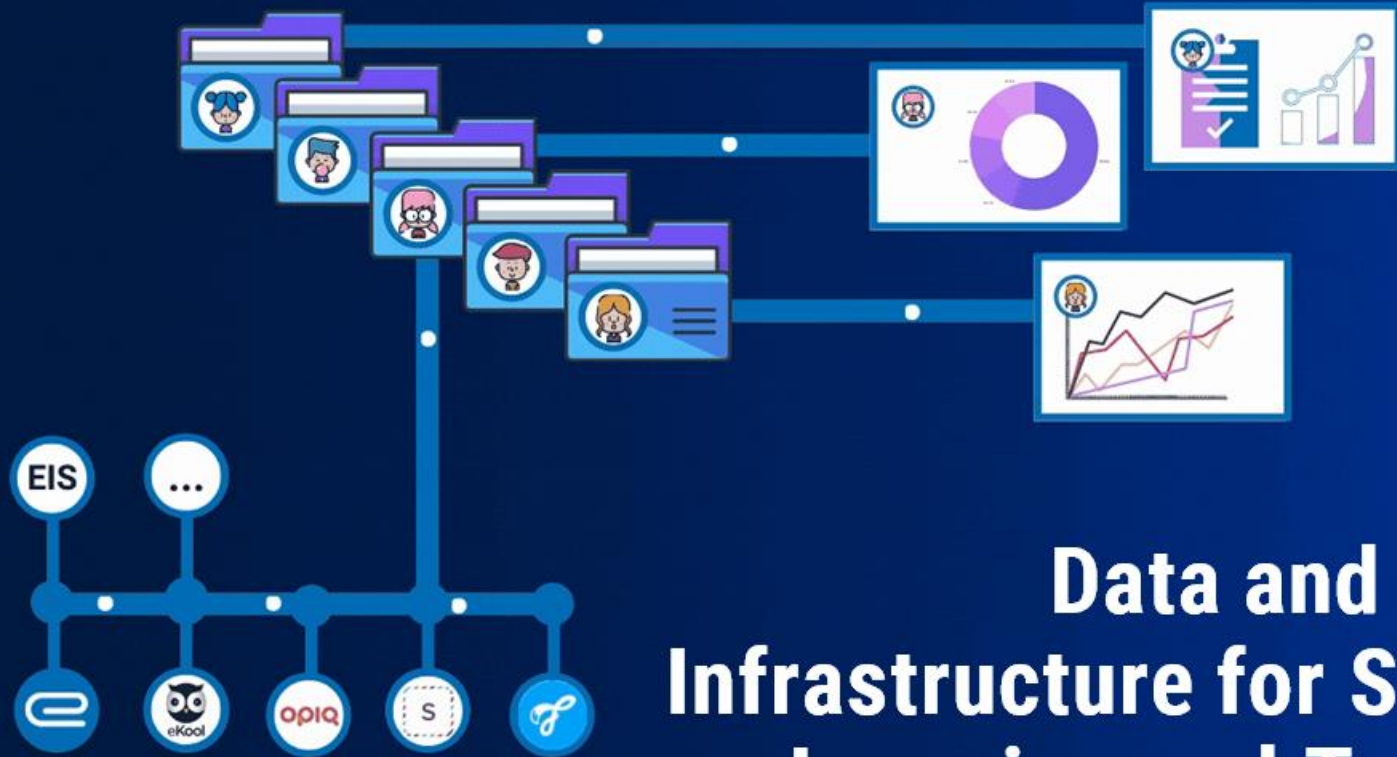 EIS
...
eKool
OPIQ
S
Data and
Infrastructure for S